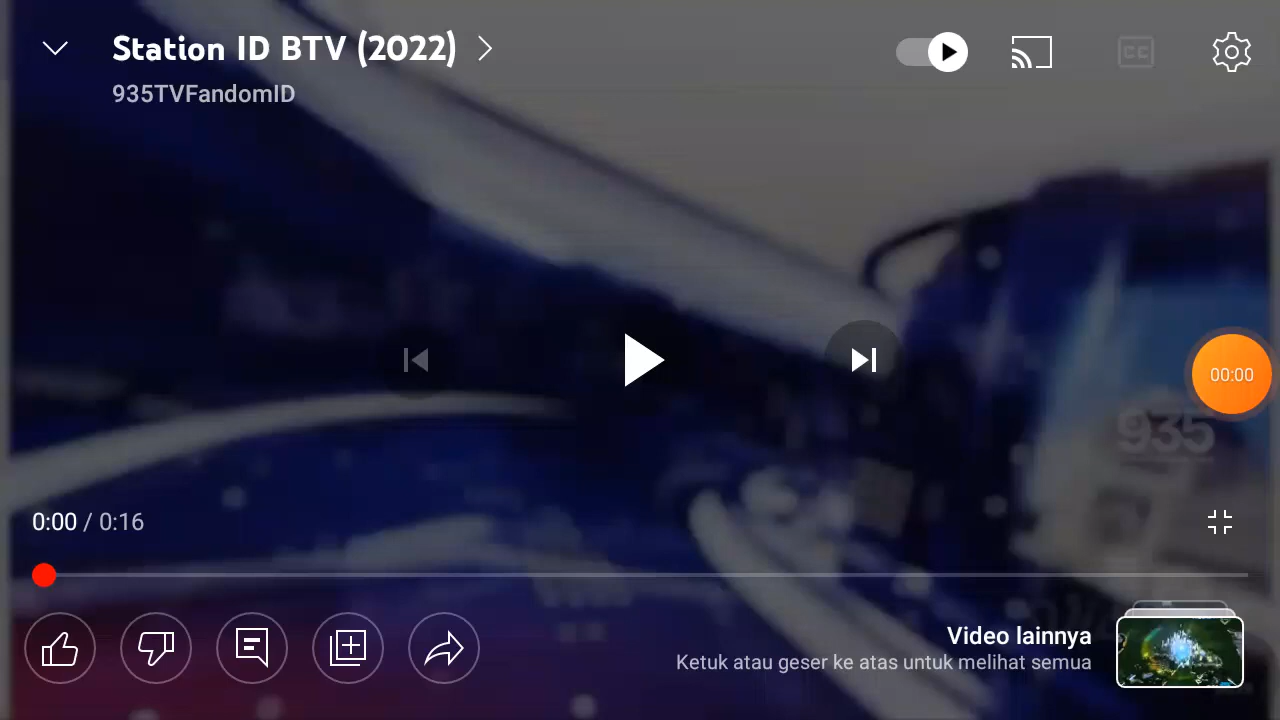 Station ID BTV (2022)
935TVFandomID
CC
00:00
935
0:00 / 0:16
Video lainnya
Ketuk atau geser ke atas untuk melihat semua